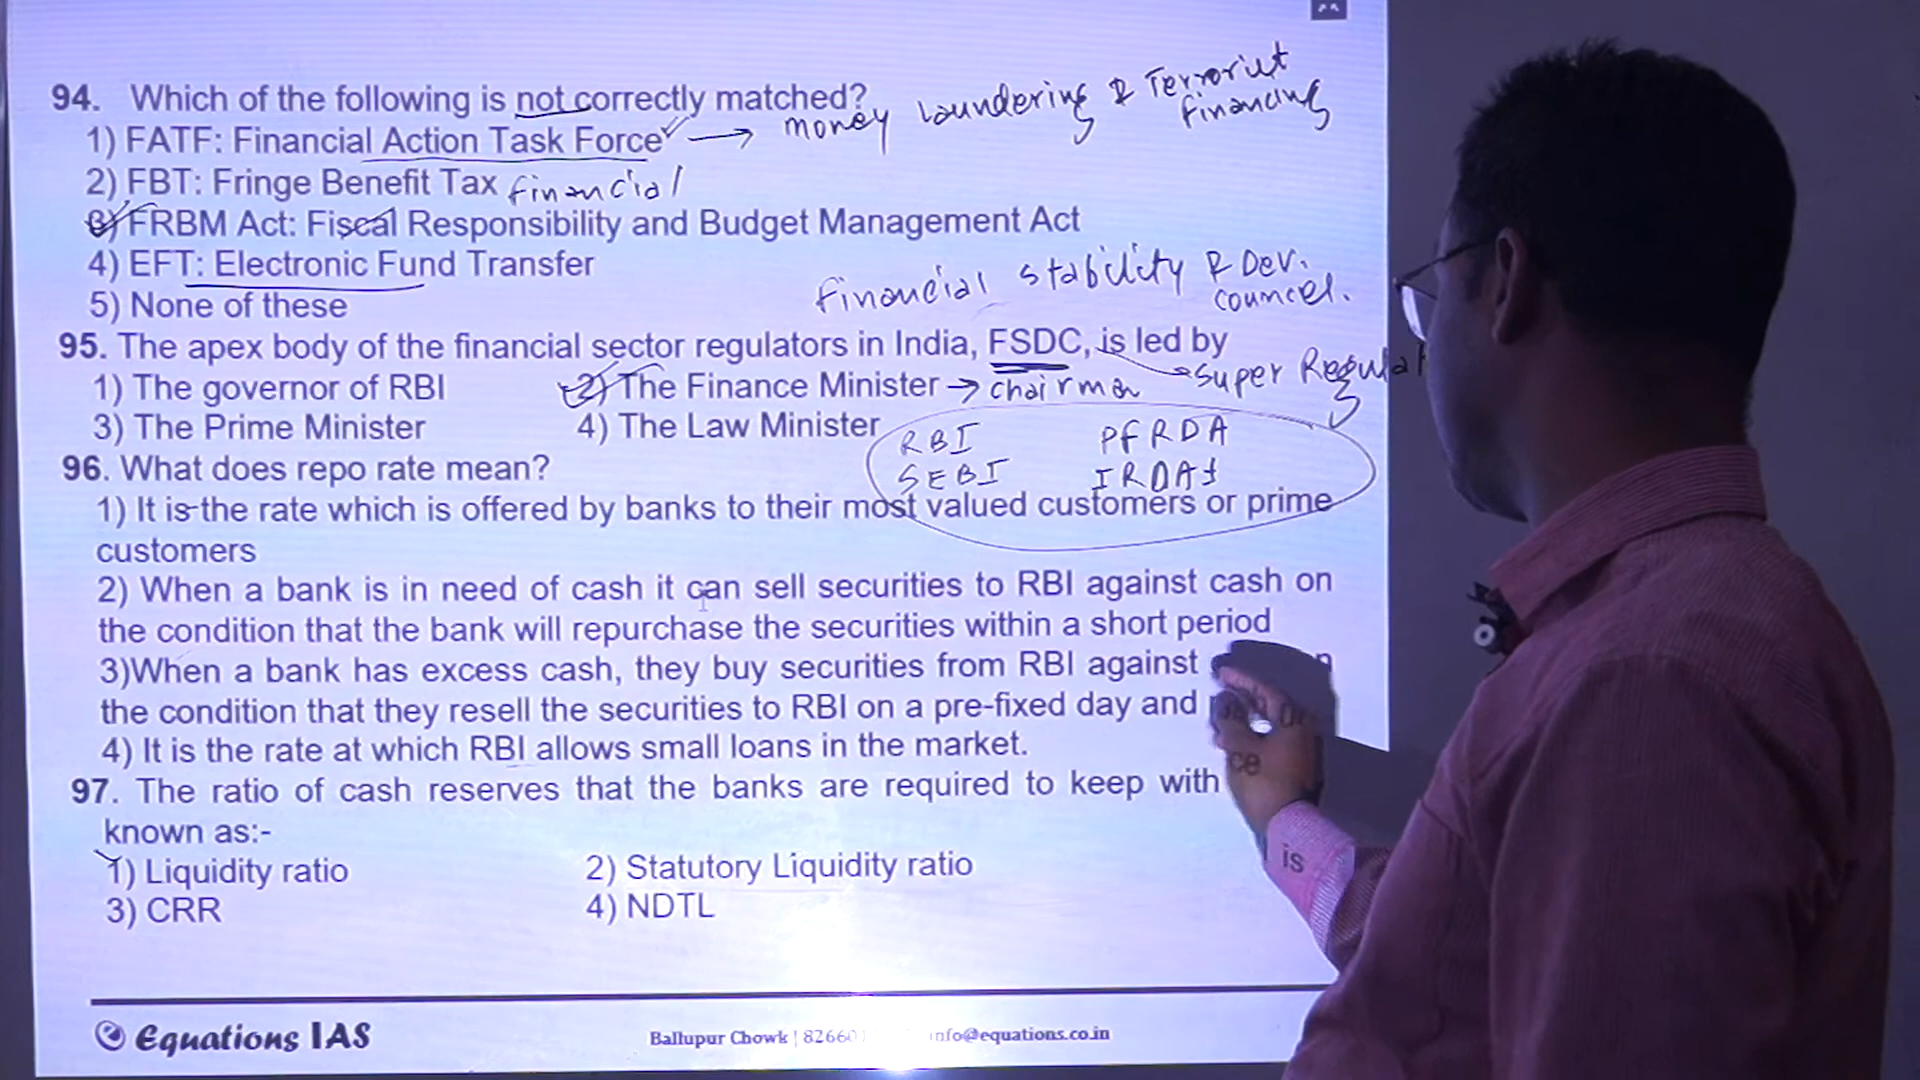 94. Which of the following is not correctly matched?
1) FATF: Financial Action Task Force → money laundering & Terrorist financing
2) FBT: Fringe Benefit Tax financial
3) FRBM Act: Fiscal Responsibility and Budget Management Act
4) EFT: Electronic Fund Transfer
financial stability & Dev. councel.
5) None of these
95. The apex body of the financial sector regulators in India, FSDC, is led by
super Regulat
1) The governor of RBI 2) The Finance Minister → chairman
3) The Prime Minister 4) The Law Minister
RBI PFRDA
SEBI IRDAI
96. What does repo rate mean?
1) It is the rate which is offered by banks to their most valued customers or prime
customers
2) When a bank is in need of cash it can sell securities to RBI against cash on
the condition that the bank will repurchase the securities within a short period
3)When a bank has excess cash, they buy securities from RBI against
the condition that they resell the securities to RBI on a pre-fixed day and
4) It is the rate at which RBI allows small loans in the market.
97. The ratio of cash reserves that the banks are required to keep with is
known as:-
1) Liquidity ratio 2) Statutory Liquidity ratio
3) CRR 4) NDTL
Equations IAS
Ballupur Chowk | 8266 info@equations.co.in